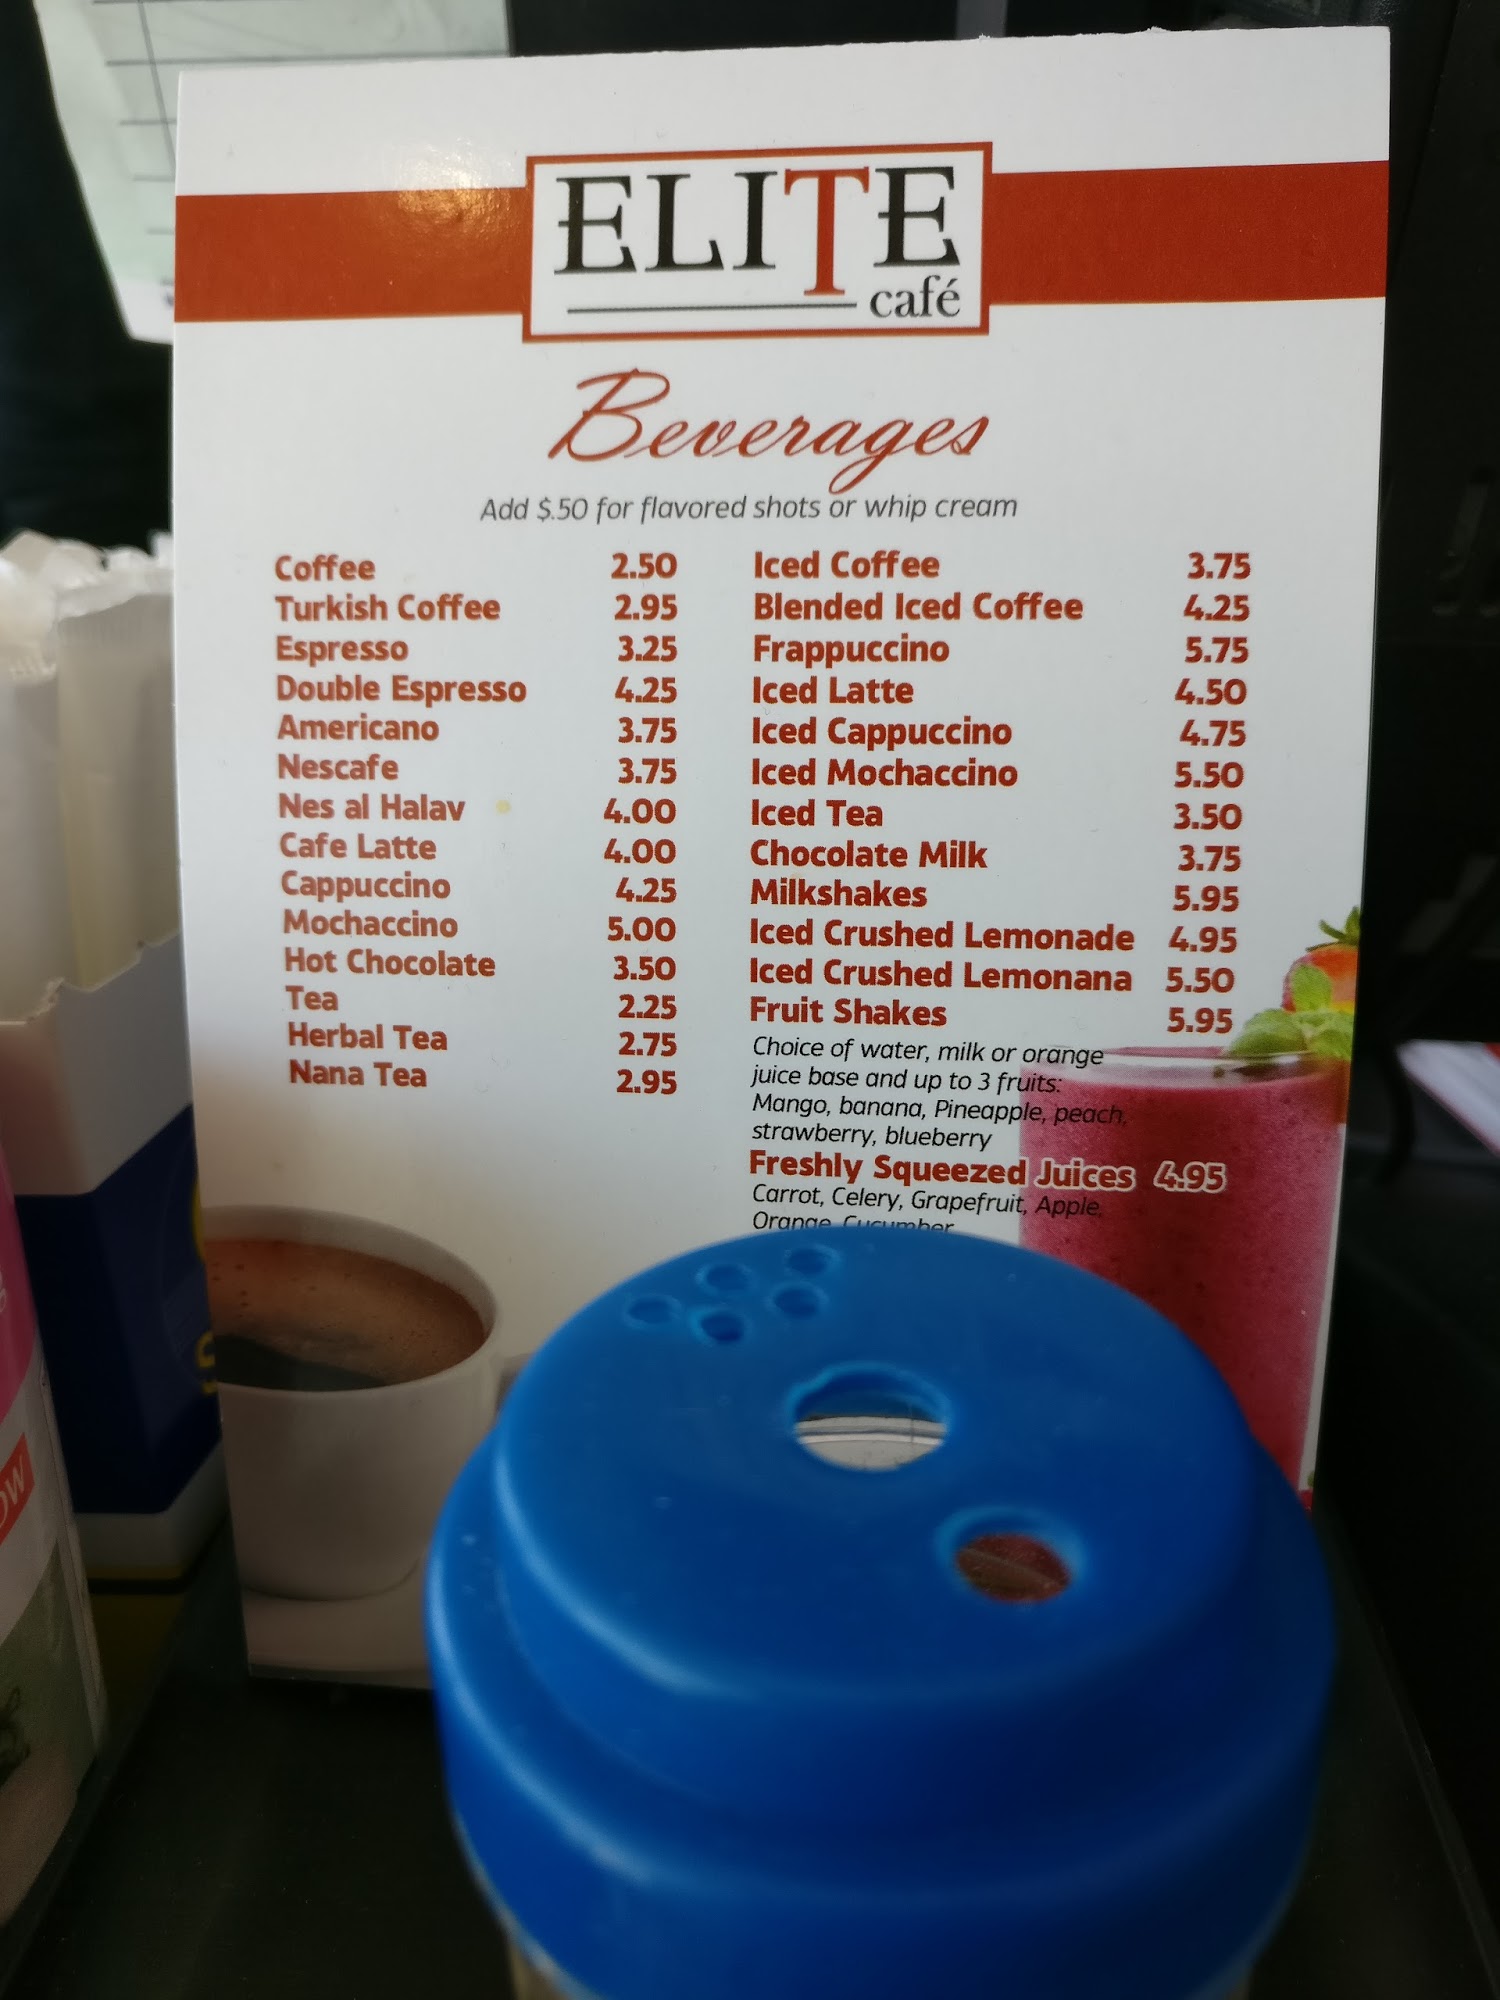 ELITE
café
Beverages
Add $.50 for flavored shots or whip cream
Coffee 2.50
Turkish Coffee 2.95
Espresso 3.25
Double Espresso 4.25
Americano 3.75
Nescafe 3.75
Nes al Halav 4.00
Cafe Latte 4.00
Cappuccino 4.25
Mochaccino 5.00
Hot Chocolate 3.50
Tea 2.25
Herbal Tea 2.75
Nana Tea 2.95
Iced Coffee 3.75
Blended Iced Coffee 4.25
Frappuccino 5.75
Iced Latte 4.50
Iced Cappuccino 4.75
Iced Mochaccino 5.50
Iced Tea 3.50
Chocolate Milk 3.75
Milkshakes 5.95
Iced Crushed Lemonade 4.95
Iced Crushed Lemonana 5.50
Fruit Shakes 5.95
Choice of water, milk or orange
juice base and up to 3 fruits:
Mango, banana, Pineapple, peach,
strawberry, blueberry
Freshly Squeezed Juices 4.95
Carrot, Celery, Grapefruit, Apple,
Orange, Cucumber